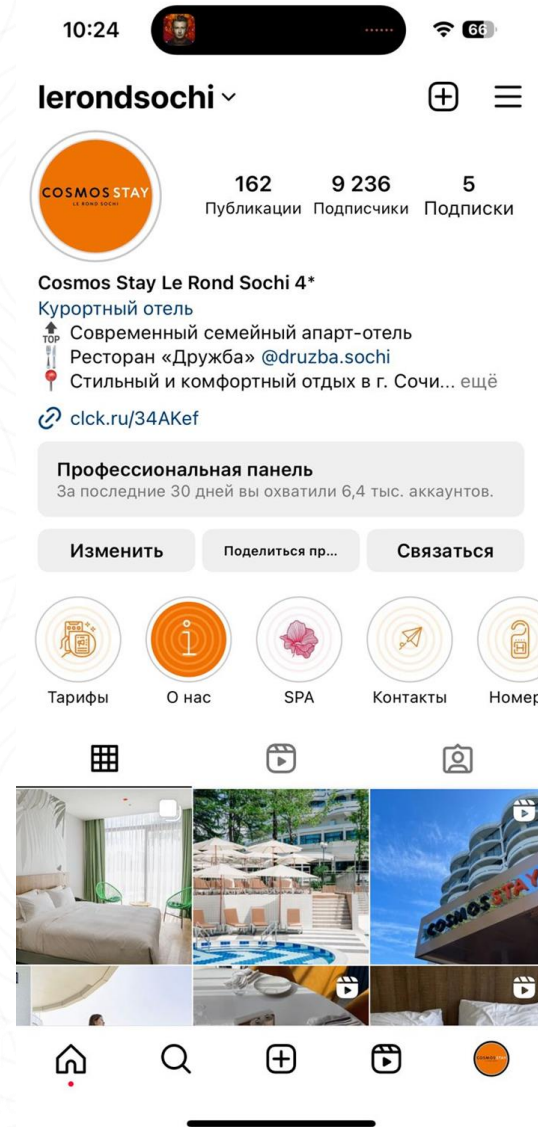 10:24
66
lerondsochi
COSMOS STAY
LE ROND SOCHI
162
9 236
5
Публикации
Подписчики
Подписки
Cosmos Stay Le Rond Sochi 4*
Курортный отель
TOP Современный семейный апарт-отель
Ресторан «Дружба» @druzba.sochi
Стильный и комфортный отдых в г. Сочи... ещё
clck.ru/34AKef
Профессиональная панель
За последние 30 дней вы охватили 6,4 тыс. аккаунтов.
Изменить
Поделиться пр...
Связаться
Тарифы
О нас
SPA
Контакты
Номер
COSMOS STAY
COSMOS STAY